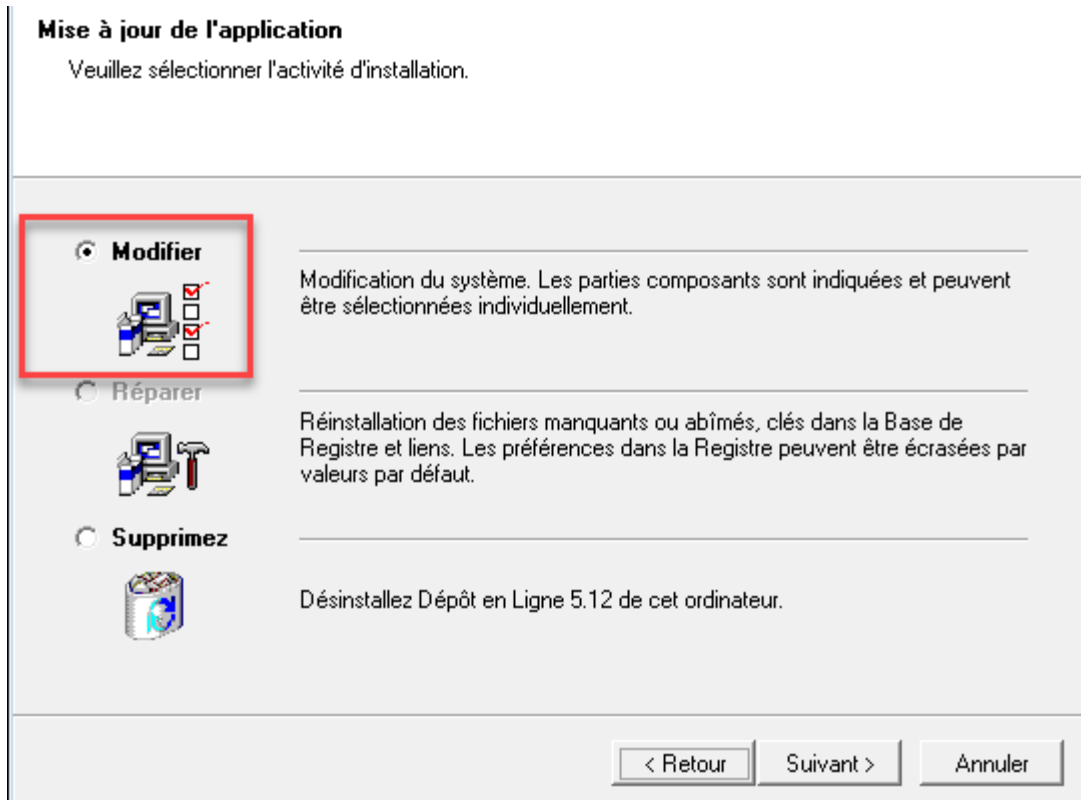 Mise à jour de l'application
Veuillez sélectionner l'activité d'installation.
Modifier
Modification du système. Les parties composants sont indiquées et peuvent
être sélectionnées individuellement.
Réparer
Réinstallation des fichiers manquants ou abîmés, clés dans la Base de
Registre et liens. Les préférences dans la Registre peuvent être écrasées par
valeurs par défaut.
Supprimez
Désinstallez Dépôt en Ligne 5.12 de cet ordinateur.
< Retour
Suivant >
Annuler